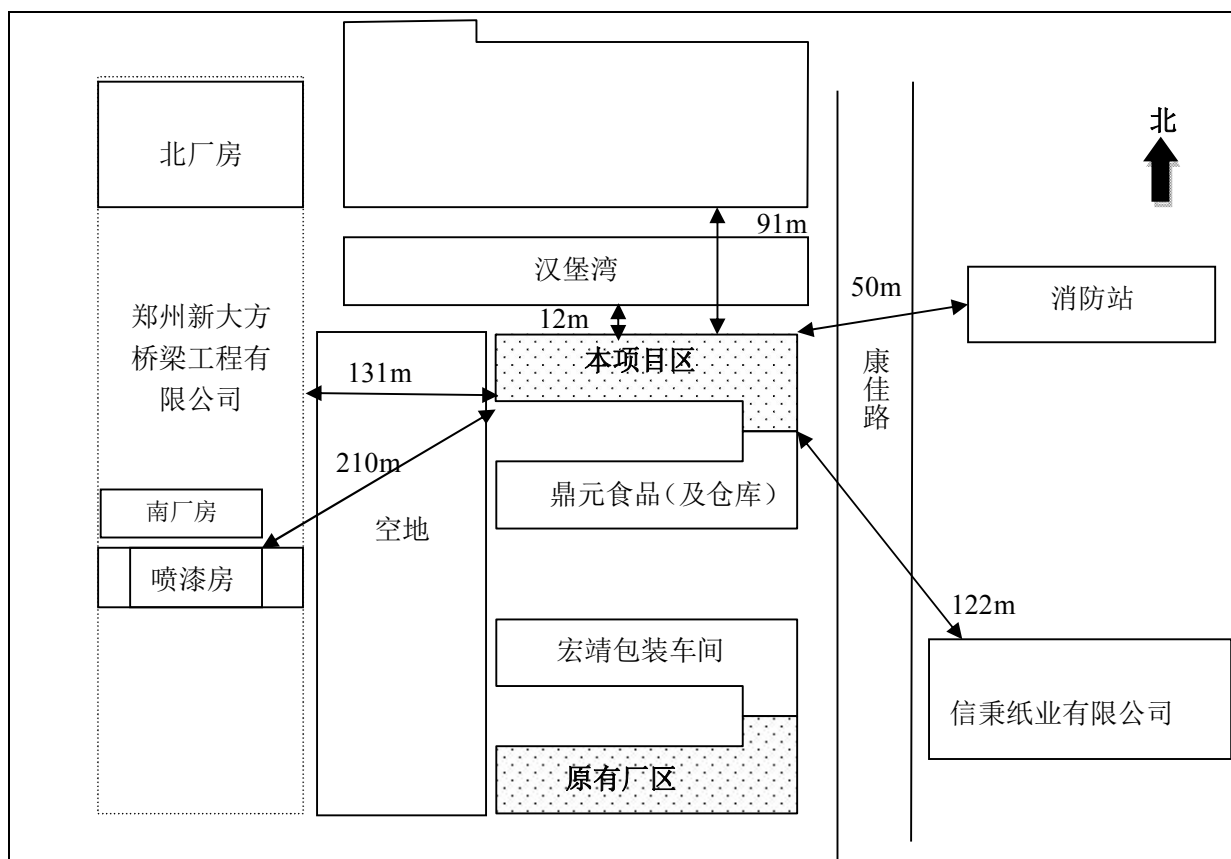 北
北厂房
91m
汉堡湾
50m
消防站
12m
郑州新大方
桥梁工程有
限公司
本项目区
康佳路
131m
210m
鼎元食品（及仓库）
南厂房
空地
喷漆房
122m
宏靖包装车间
信秉纸业有限公司
原有厂区